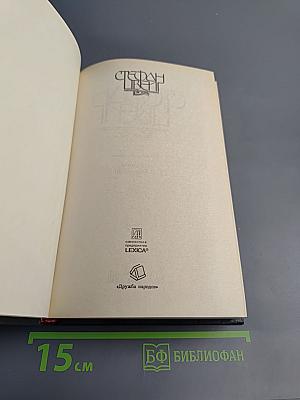 СТЕФАН
ЦВЕЙГ
LEXICA®
«Дружба народов»
15 см
БФ БИБЛИОФАН